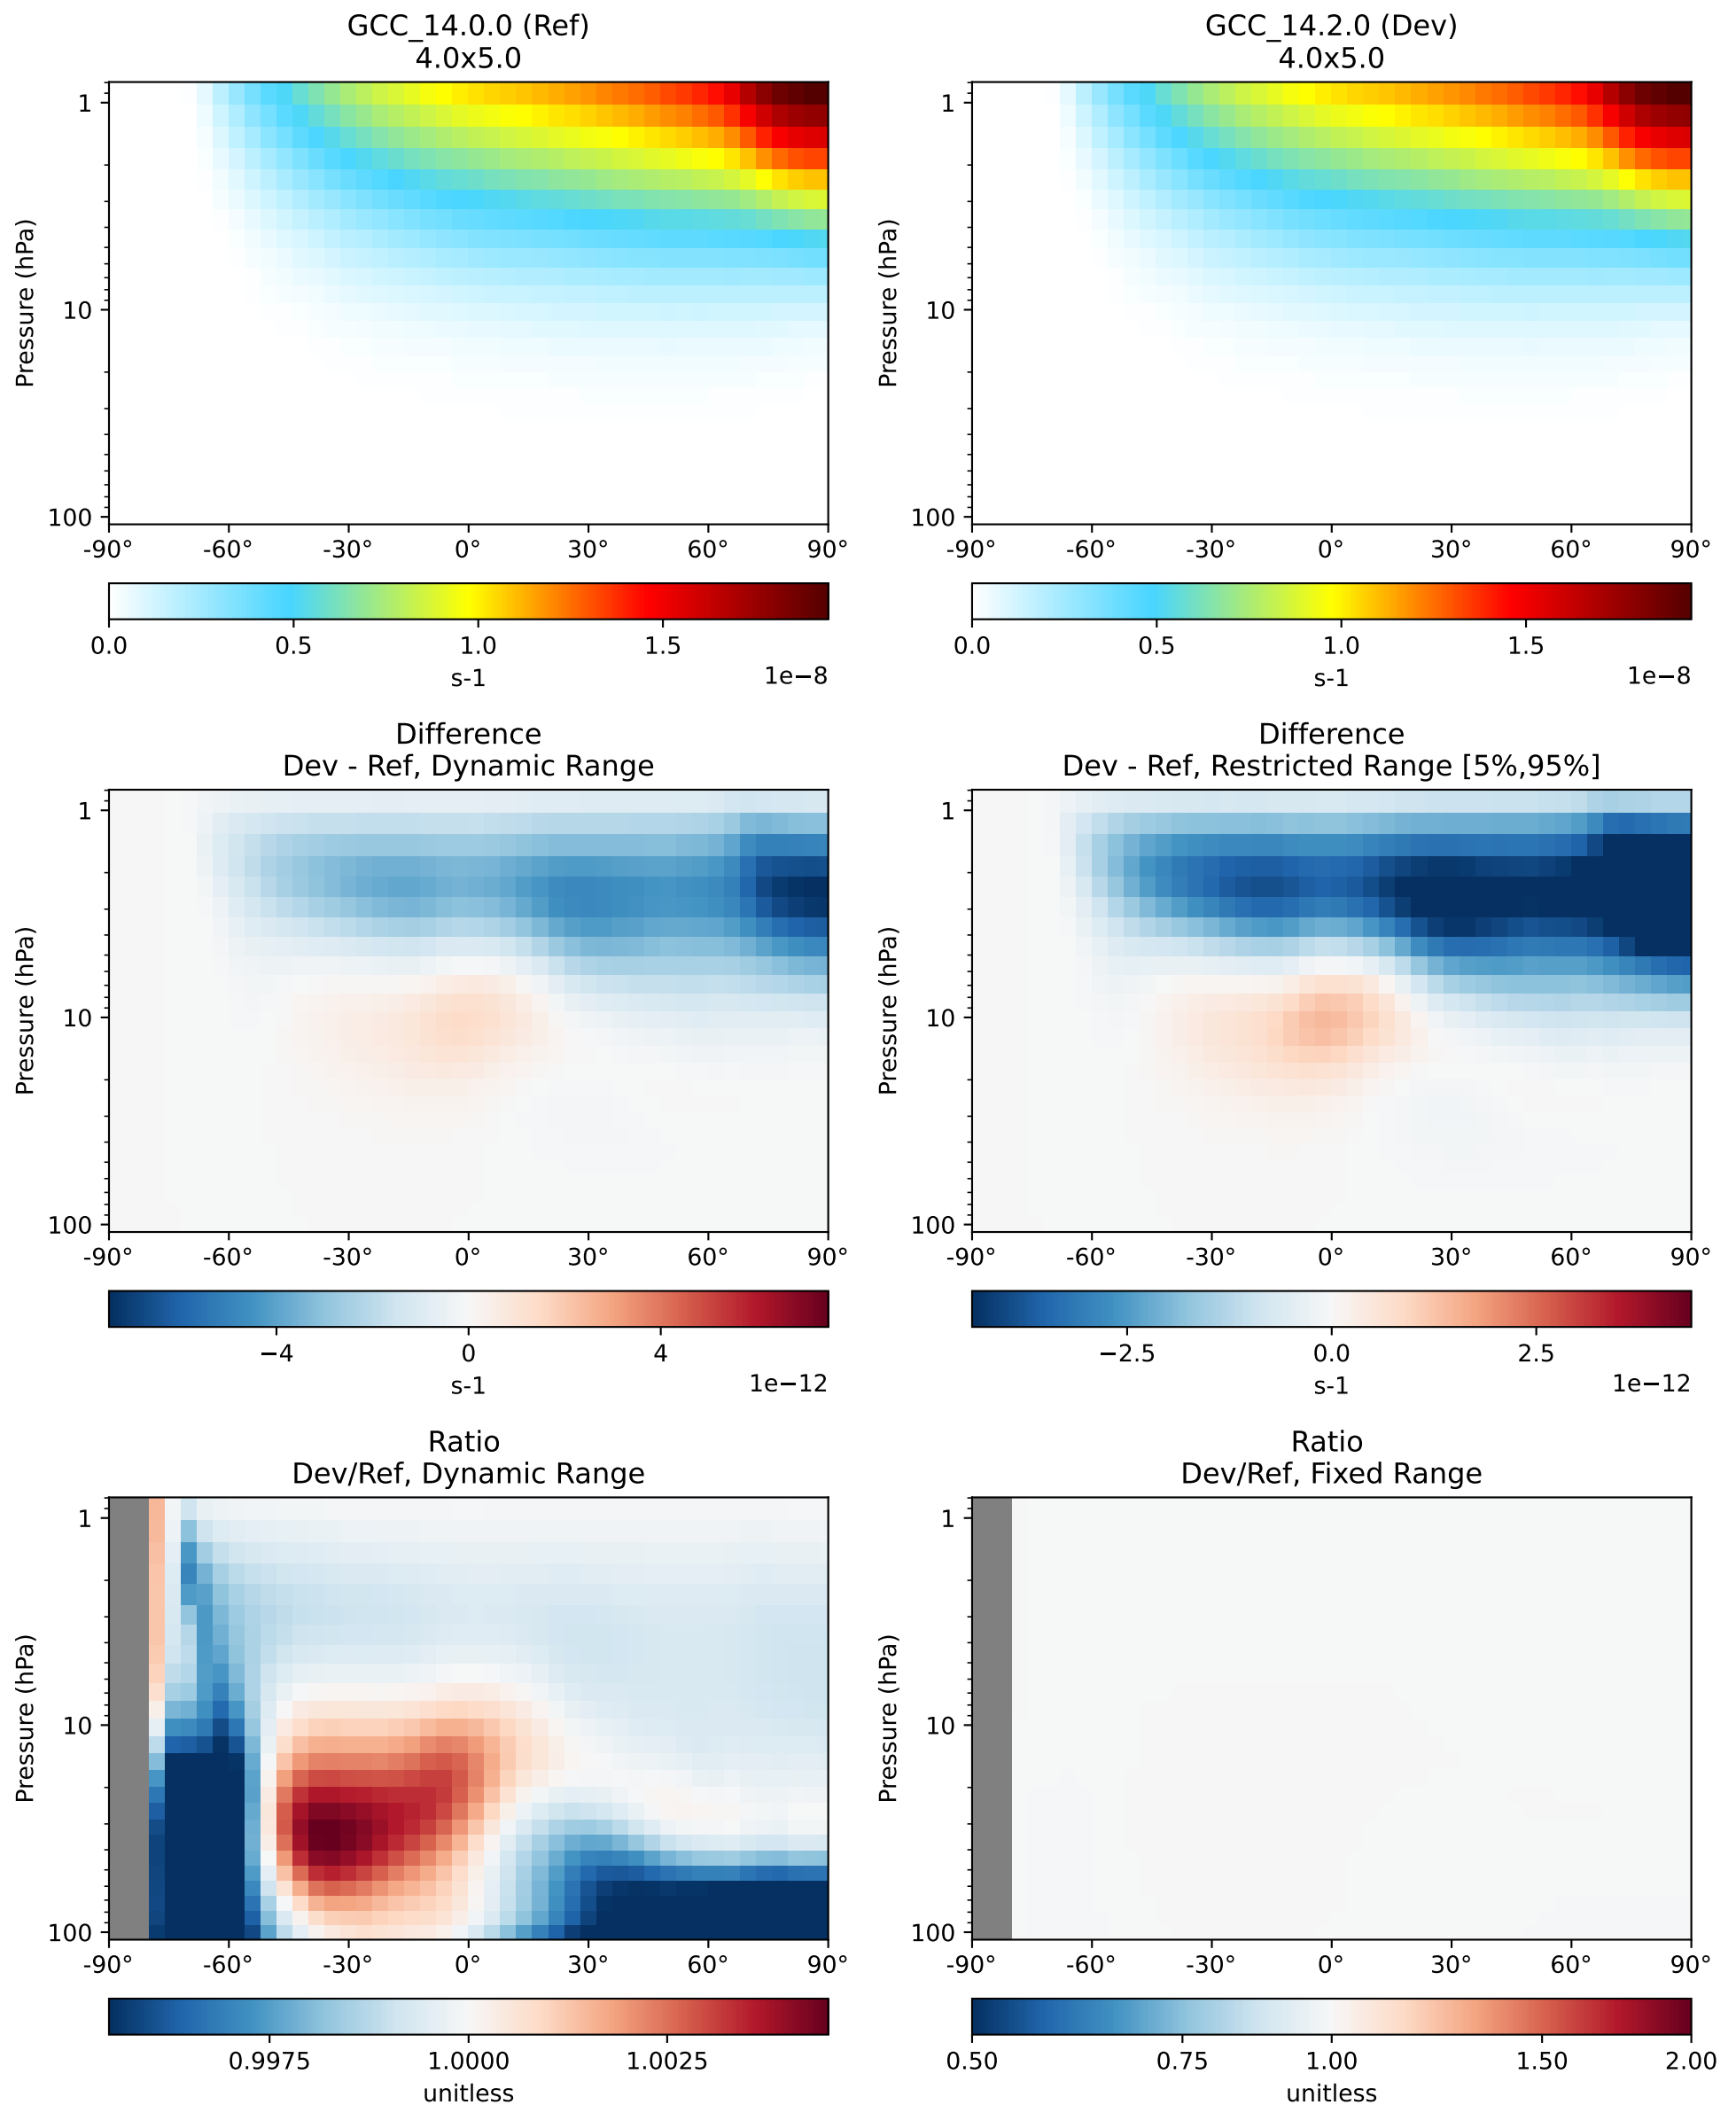 GCC_14.0.0 (Ref)
4.0x5.0
GCC_14.2.0 (Dev)
4.0x5.0
Pressure (hPa)
1
10
100
-90° -60° -30° 0° 30° 60° 90°
0.0 0.5 1.0 1.5
s-1
1e−8
Pressure (hPa)
1
10
100
-90° -60° -30° 0° 30° 60° 90°
0.0 0.5 1.0 1.5
s-1
1e−8
Difference
Dev - Ref, Dynamic Range
Pressure (hPa)
1
10
100
-90° -60° -30° 0° 30° 60° 90°
−4 0 4
s-1
1e−12
Difference
Dev - Ref, Restricted Range [5%,95%]
Pressure (hPa)
1
10
100
-90° -60° -30° 0° 30° 60° 90°
−2.5 0.0 2.5
s-1
1e−12
Ratio
Dev/Ref, Dynamic Range
Pressure (hPa)
1
10
100
-90° -60° -30° 0° 30° 60° 90°
0.9975 1.0000 1.0025
unitless
Ratio
Dev/Ref, Fixed Range
Pressure (hPa)
1
10
100
-90° -60° -30° 0° 30° 60° 90°
0.50 0.75 1.00 1.50 2.00
unitless